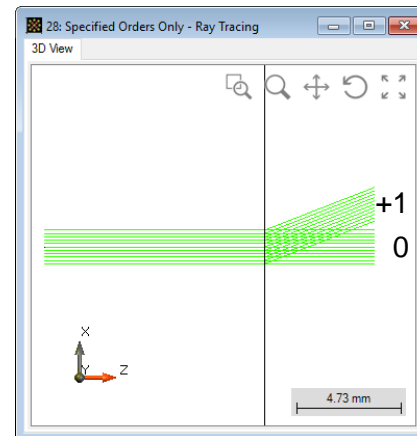 28: Specified Orders Only - Ray Tracing
3D View
+1
0
X
Y Z
4.73 mm